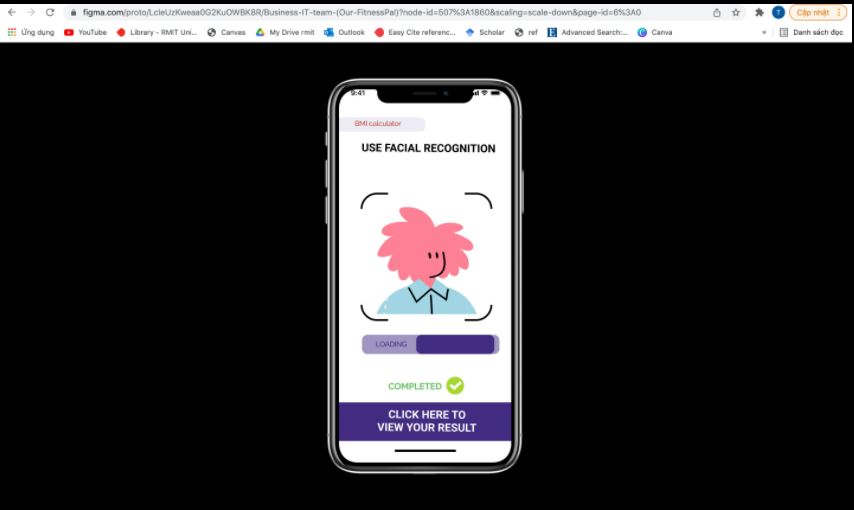 figma.com/proto/LcleUzKweaa0G2KuOWBK8R/Business-IT-team-(Our-FitnessPal)?node-id=507%3A1860&scaling=scale-down&page-id=6%3A0
T
Cập nhật
Ứng dụng YouTube Library - RMIT Uni... Canvas My Drive rmit Outlook Easy Cite referenc... Scholar ref Advanced Search:... Canva » Danh sách đọc
9:41
BMI calculator
USE FACIAL RECOGNITION
LOADING
COMPLETED
CLICK HERE TO
VIEW YOUR RESULT